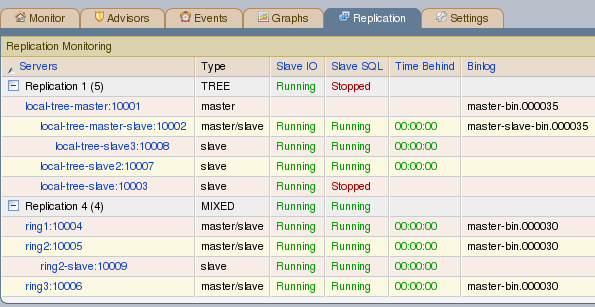 Monitor Advisors Events Graphs Replication Settings
Replication Monitoring
Servers Type Slave IO Slave SQL Time Behind Binlog
Replication 1 (5) TREE Running Stopped
local-tree-master:10001 master master-bin.000035
local-tree-master-slave:10002 master/slave Running Running 00:00:00 master-slave-bin.000035
local-tree-slave3:10008 slave Running Running 00:00:00
local-tree-slave2:10007 slave Running Running 00:00:00
local-tree-slave:10003 slave Running Stopped
Replication 4 (4) MIXED Running Running
ring1:10004 master/slave Running Running 00:00:00 master-bin.000030
ring2:10005 master/slave Running Running 00:00:00 master-bin.000030
ring2-slave:10009 slave Running Running 00:00:00
ring3:10006 master/slave Running Running 00:00:00 master-bin.000030